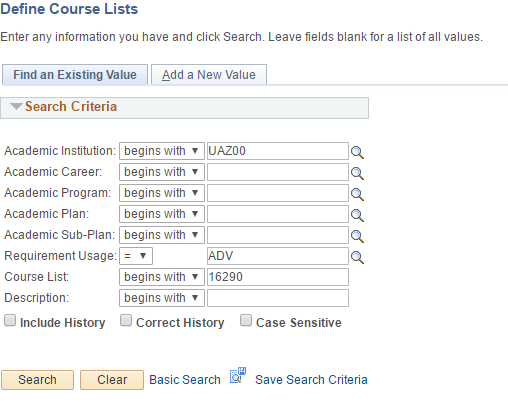 Define Course Lists
Enter any information you have and click Search. Leave fields blank for a list of all values.
Find an Existing Value Add a New Value
Search Criteria
Academic Institution: begins with UAZ00
Academic Career: begins with
Academic Program: begins with
Academic Plan: begins with
Academic Sub-Plan: begins with
Requirement Usage: = ADV
Course List: begins with 16290
Description: begins with
Include History Correct History Case Sensitive
Search Clear Basic Search Save Search Criteria